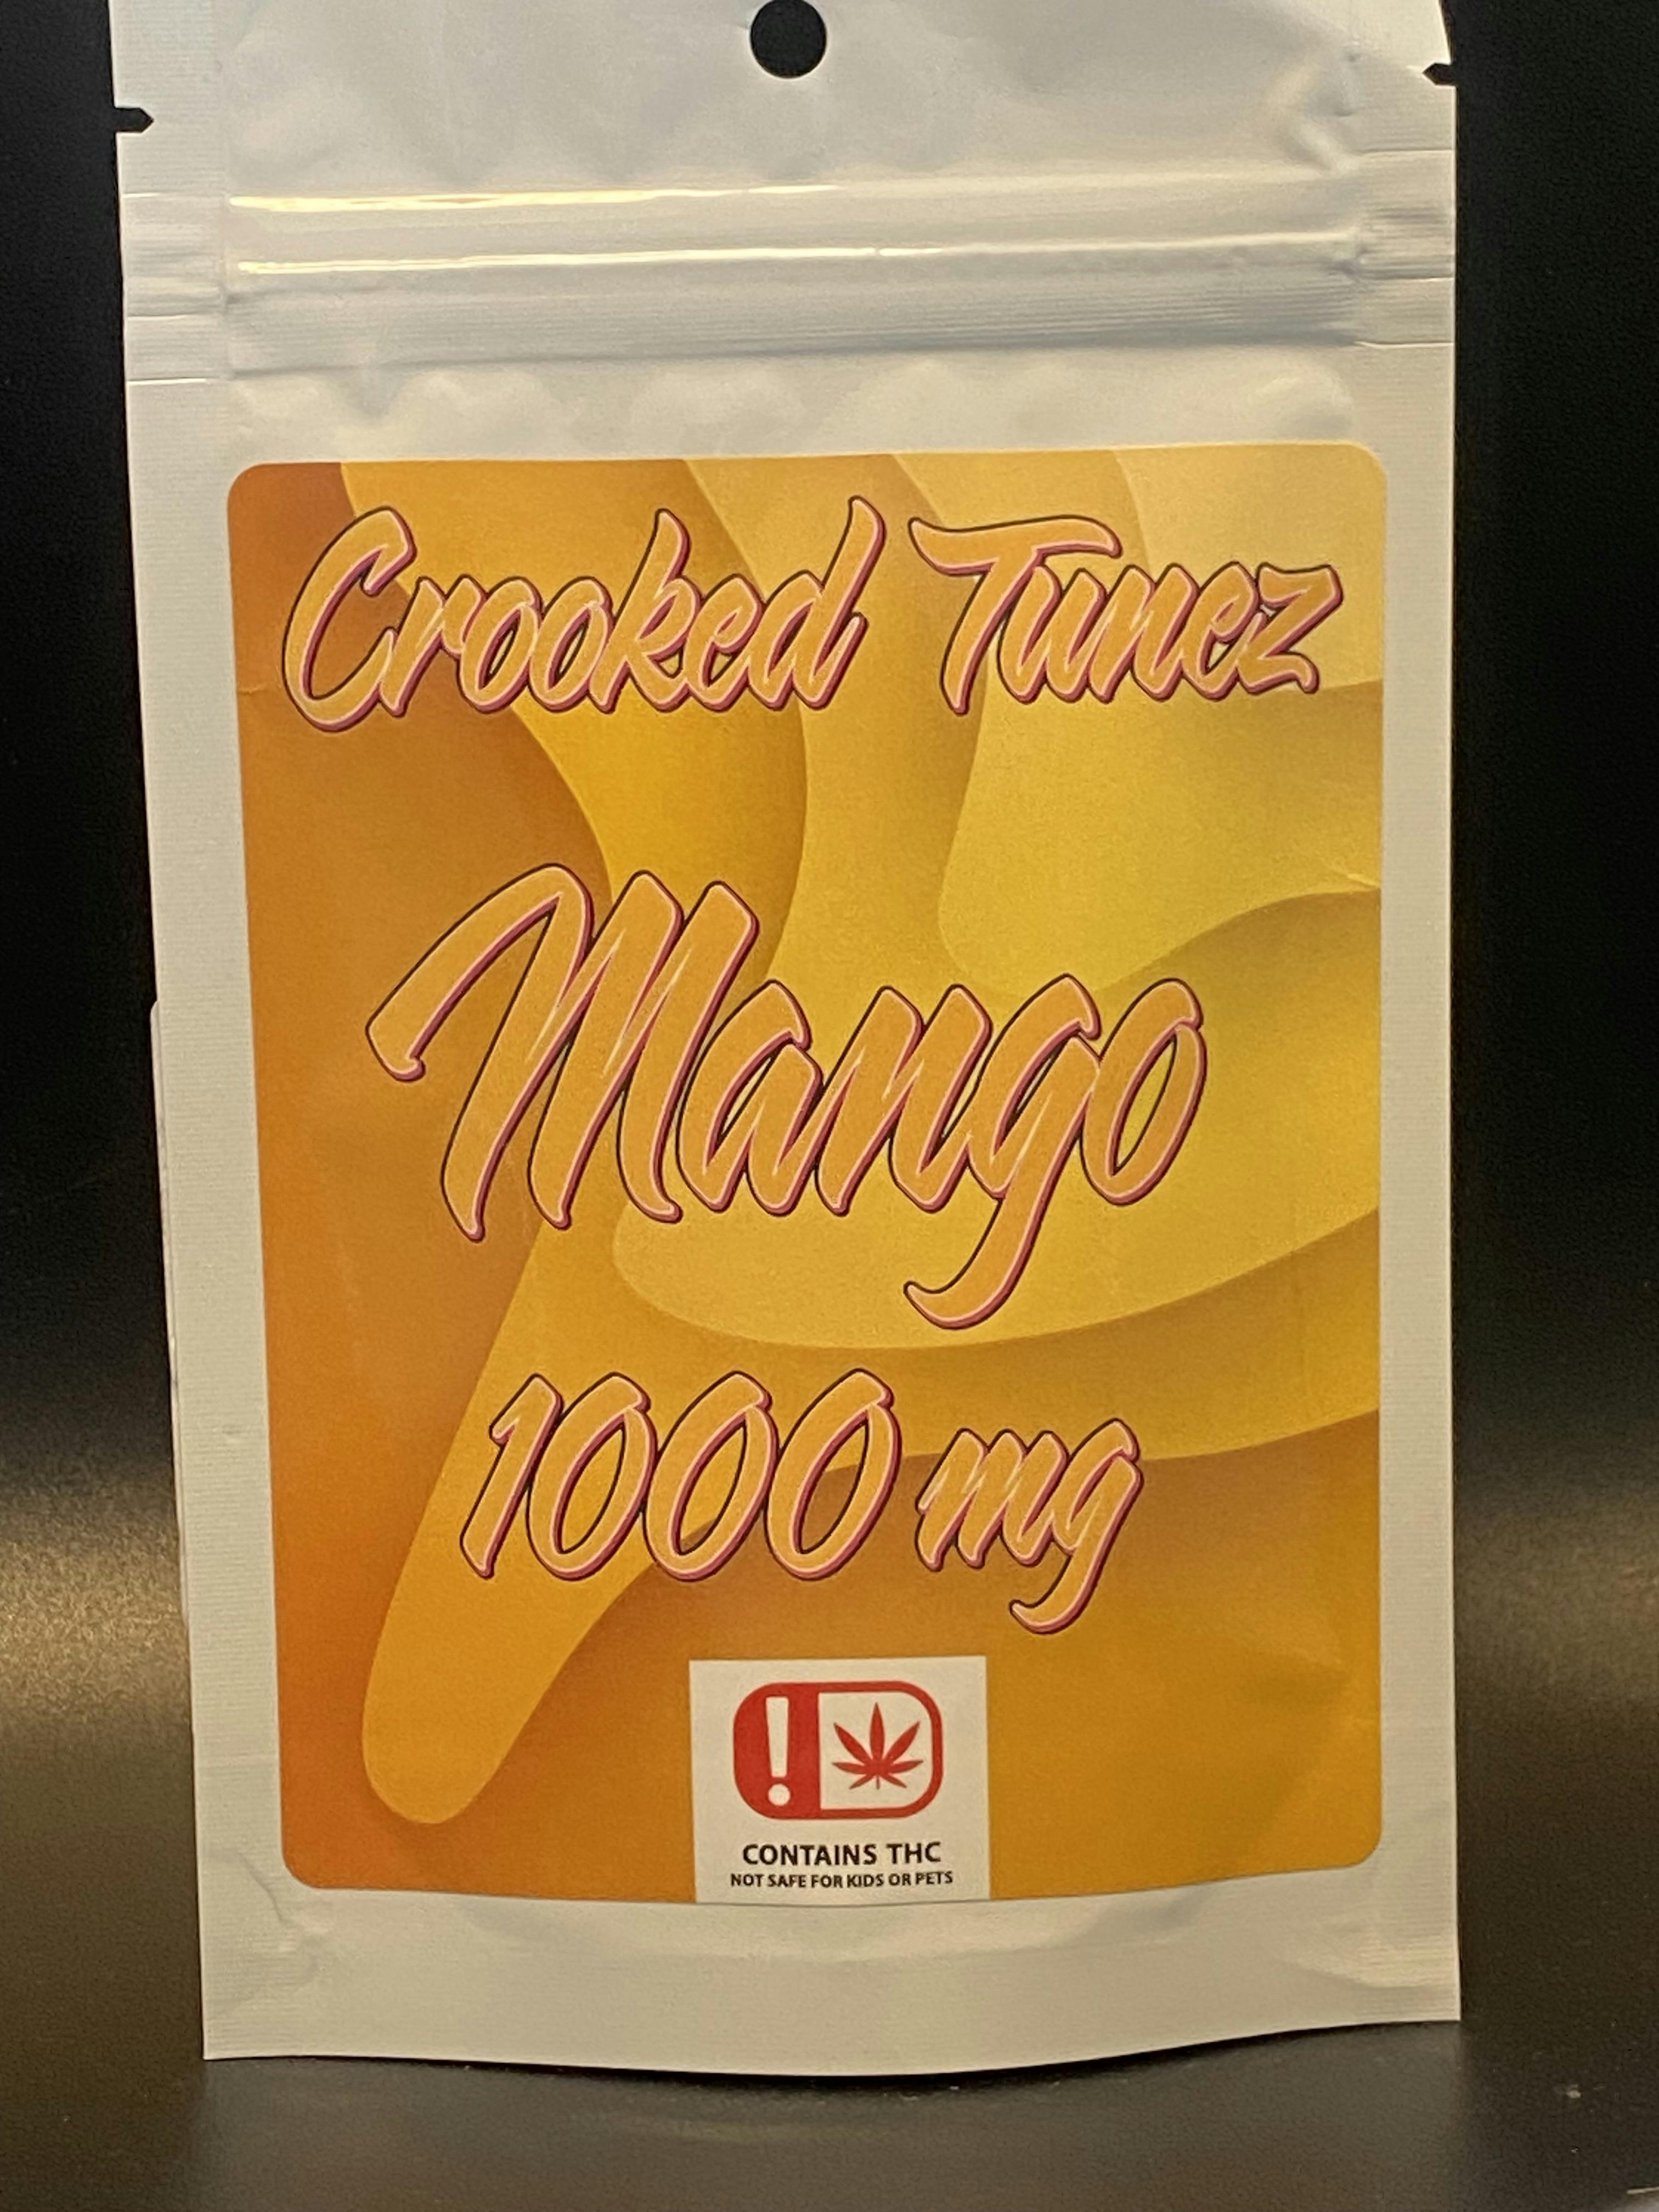 Crooked Tunez
Mango
1000 mg
!
CONTAINS THC
NOT SAFE FOR KIDS OR PETS